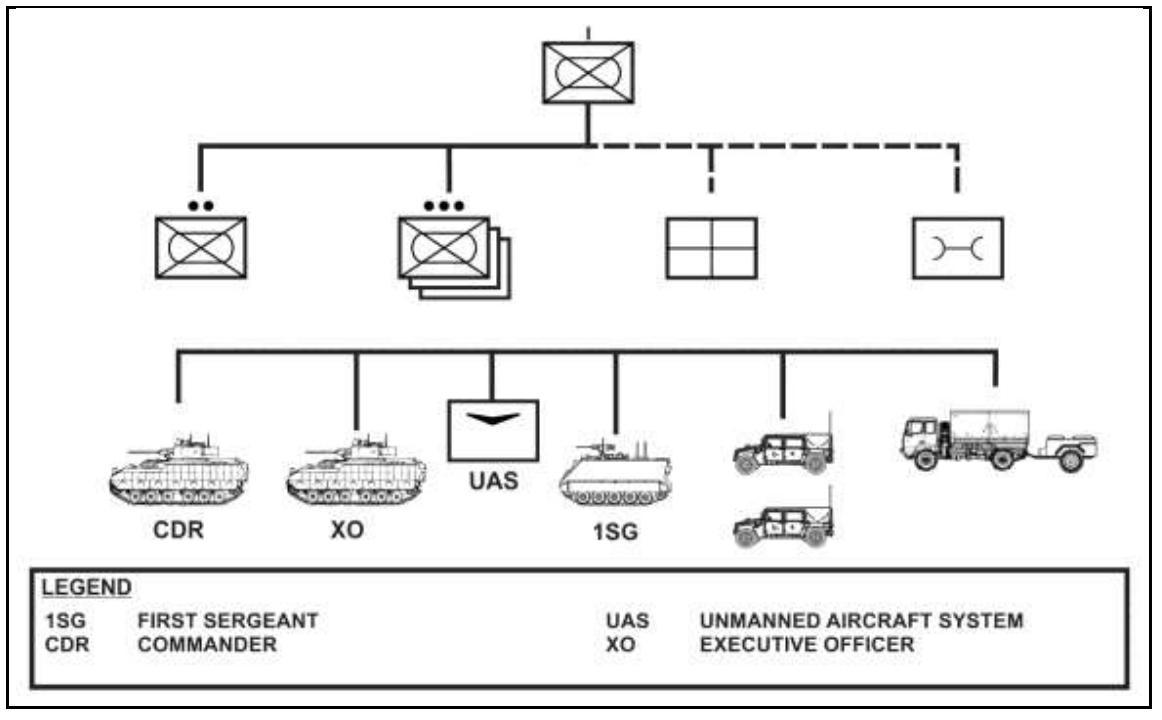 UAS
CDR
XO
1SG
LEGEND
1SG FIRST SERGEANT
UAS UNMANNED AIRCRAFT SYSTEM
CDR COMMANDER
XO EXECUTIVE OFFICER